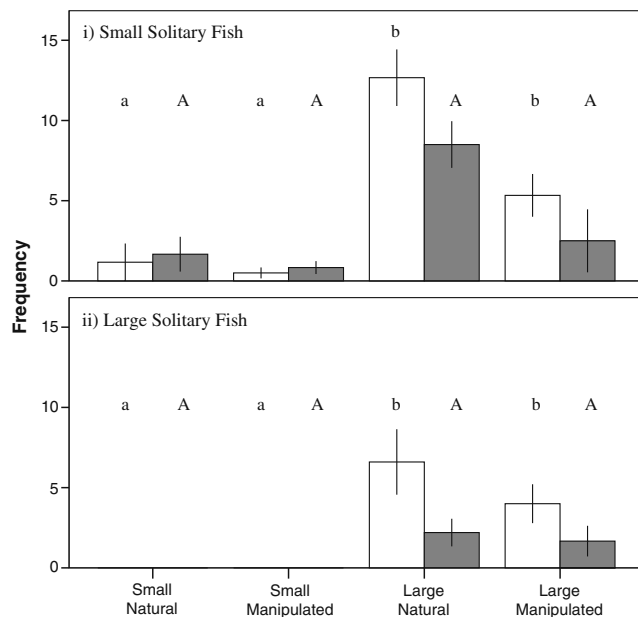 Frequency
i) Small Solitary Fish
15
10
5
0
b
a A a A A b A
ii) Large Solitary Fish
15
10
5
0
a A a A b A b A
Small Natural
Small Manipulated
Large Natural
Large Manipulated